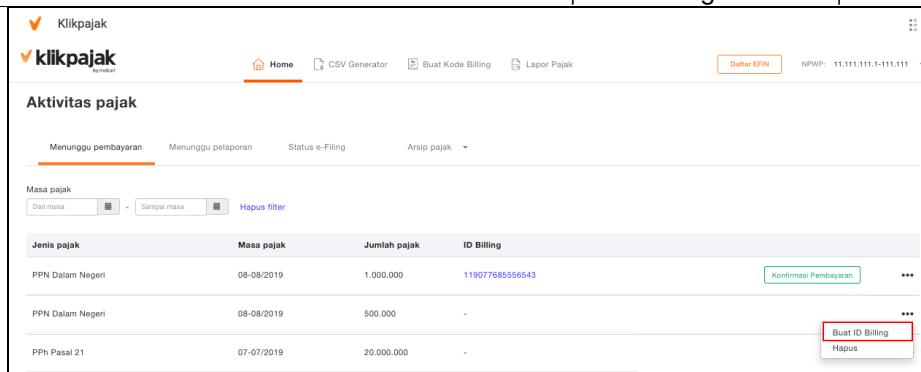 Klikpajak
klikpajak
by mekari
Home CSV Generator Buat Kode Billing Lapor Pajak Daftar EFIN NPWP: 11.111.111.1-111.111
Aktivitas pajak
Menunggu pembayaran Menunggu pelaporan Status e-Filing Arsip pajak
Masa pajak
Dari masa - Sampai masa Hapus filter
Jenis pajak Masa pajak Jumlah pajak ID Billing
PPN Dalam Negeri 08-08/2019 1.000.000 119077685556543 Konfirmasi Pembayaran •••
PPN Dalam Negeri 08-08/2019 500.000 - •••
Buat ID Billing
PPh Pasal 21 07-07/2019 20.000.000 - Hapus